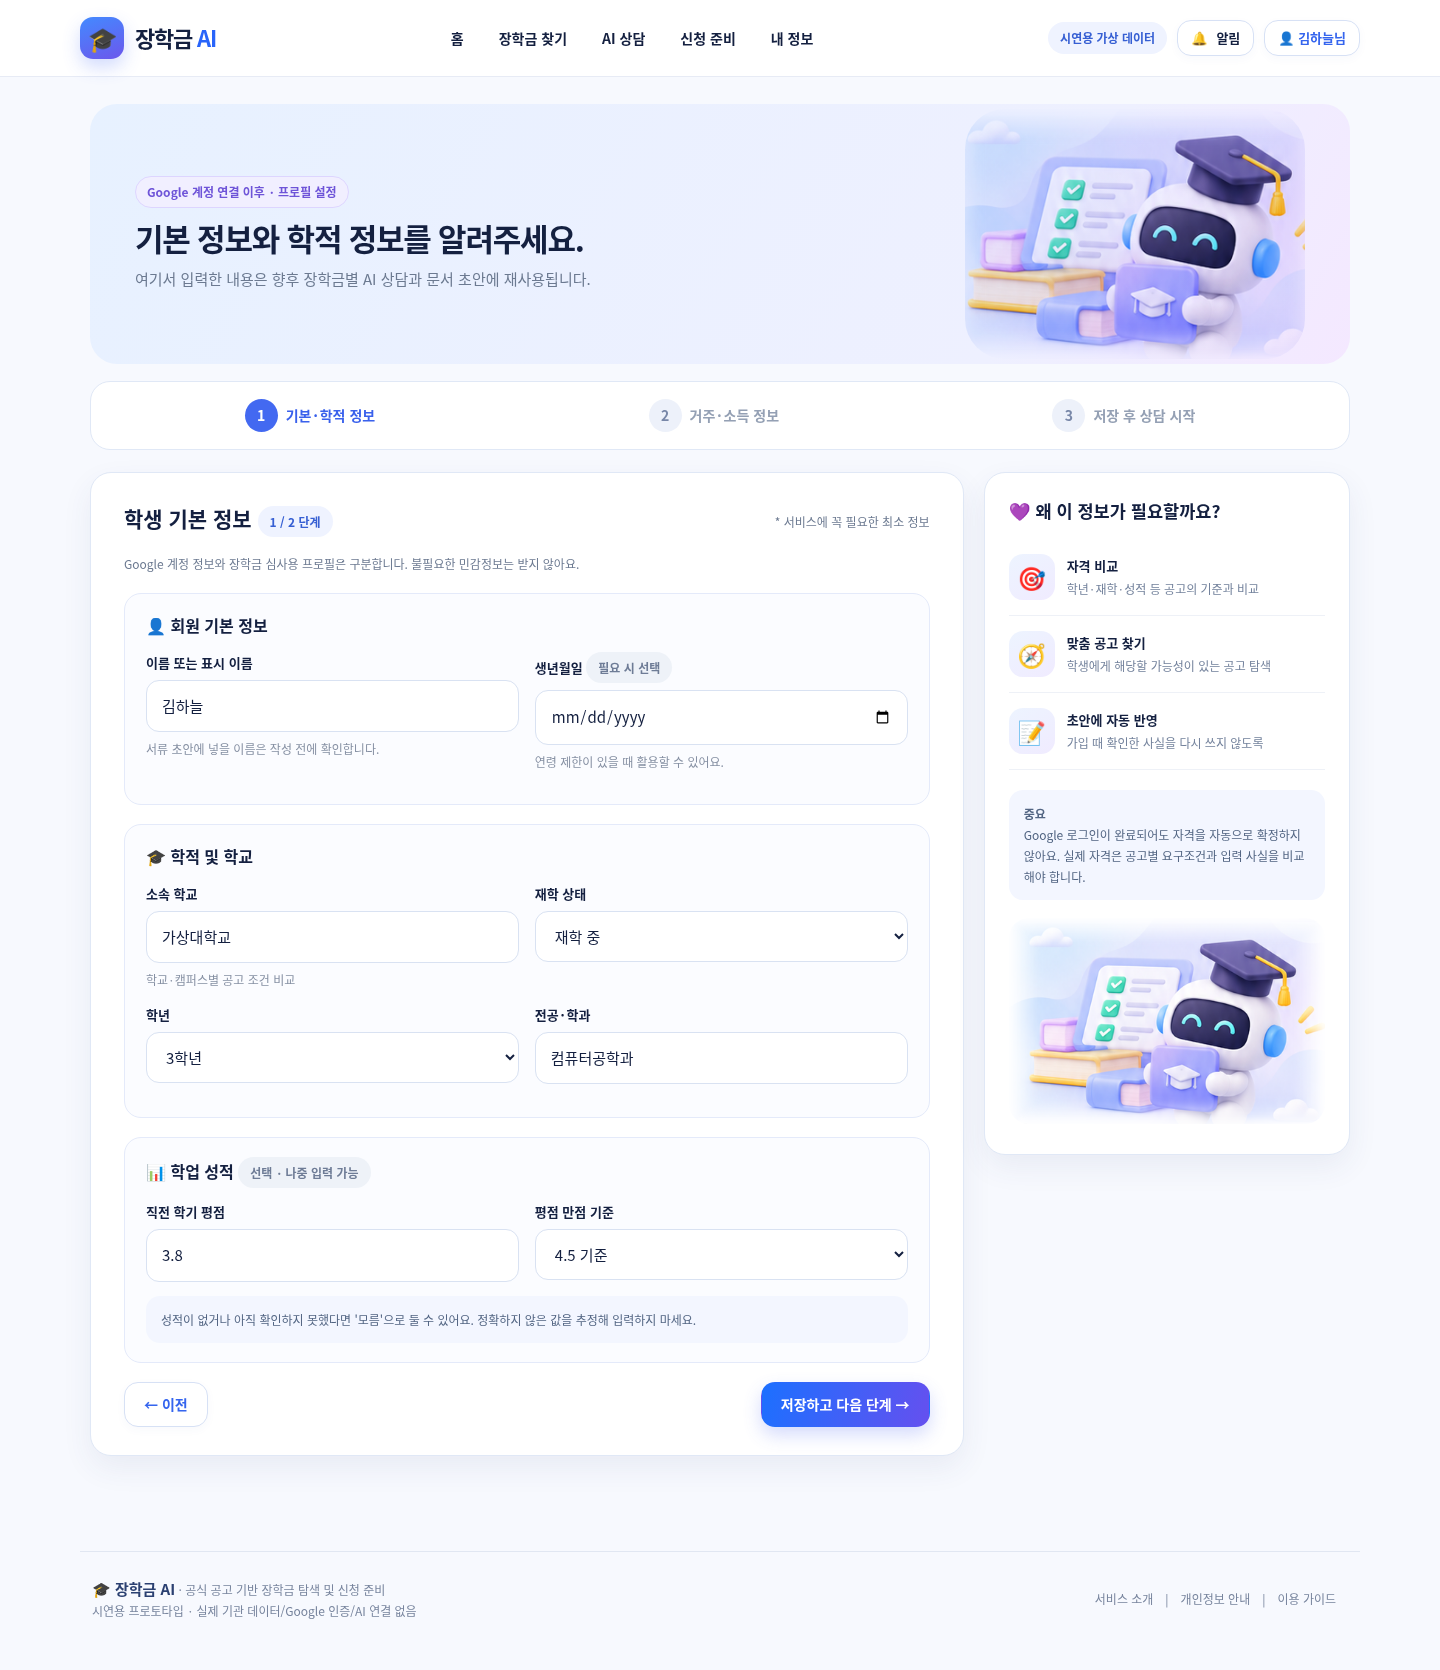 장학금 AI
홈
장학금 찾기
AI 상담
신청 준비
내 정보
시연용 가상 데이터
알림
김하늘님
Google 계정 연결 이후 · 프로필 설정
기본 정보와 학적 정보를 알려주세요.
여기서 입력한 내용은 향후 장학금별 AI 상담과 문서 초안에 재사용됩니다.
1 기본·학적 정보
2 거주·소득 정보
3 저장 후 상담 시작
학생 기본 정보 1 / 2 단계
* 서비스에 꼭 필요한 최소 정보
Google 계정 정보와 장학금 심사용 프로필은 구분합니다. 불필요한 민감정보는 받지 않아요.
회원 기본 정보
이름 또는 표시 이름
김하늘
서류 초안에 넣을 이름은 작성 전에 확인합니다.
생년월일 필요 시 선택
mm/dd/yyyy
연령 제한이 있을 때 활용할 수 있어요.
학적 및 학교
소속 학교
가상대학교
학교·캠퍼스별 공고 조건 비교
재학 상태
재학 중
학년
3학년
전공·학과
컴퓨터공학과
학업 성적 선택 · 나중 입력 가능
직전 학기 평점
3.8
평점 만점 기준
4.5 기준
성적이 없거나 아직 확인하지 못했다면 '모름'으로 둘 수 있어요. 정확하지 않은 값을 추정해 입력하지 마세요.
← 이전
저장하고 다음 단계 →
왜 이 정보가 필요할까요?
자격 비교
학년·재학·성적 등 공고의 기준과 비교
맞춤 공고 찾기
학생에게 해당할 가능성이 있는 공고 탐색
초안에 자동 반영
가입 때 확인한 사실을 다시 쓰지 않도록
중요
Google 로그인이 완료되어도 자격을 자동으로 확정하지
않아요. 실제 자격은 공고별 요구조건과 입력 사실을 비교
해야 합니다.
장학금 AI · 공식 공고 기반 장학금 탐색 및 신청 준비
시연용 프로토타입 · 실제 기관 데이터/Google 인증/AI 연결 없음
서비스 소개 | 개인정보 안내 | 이용 가이드